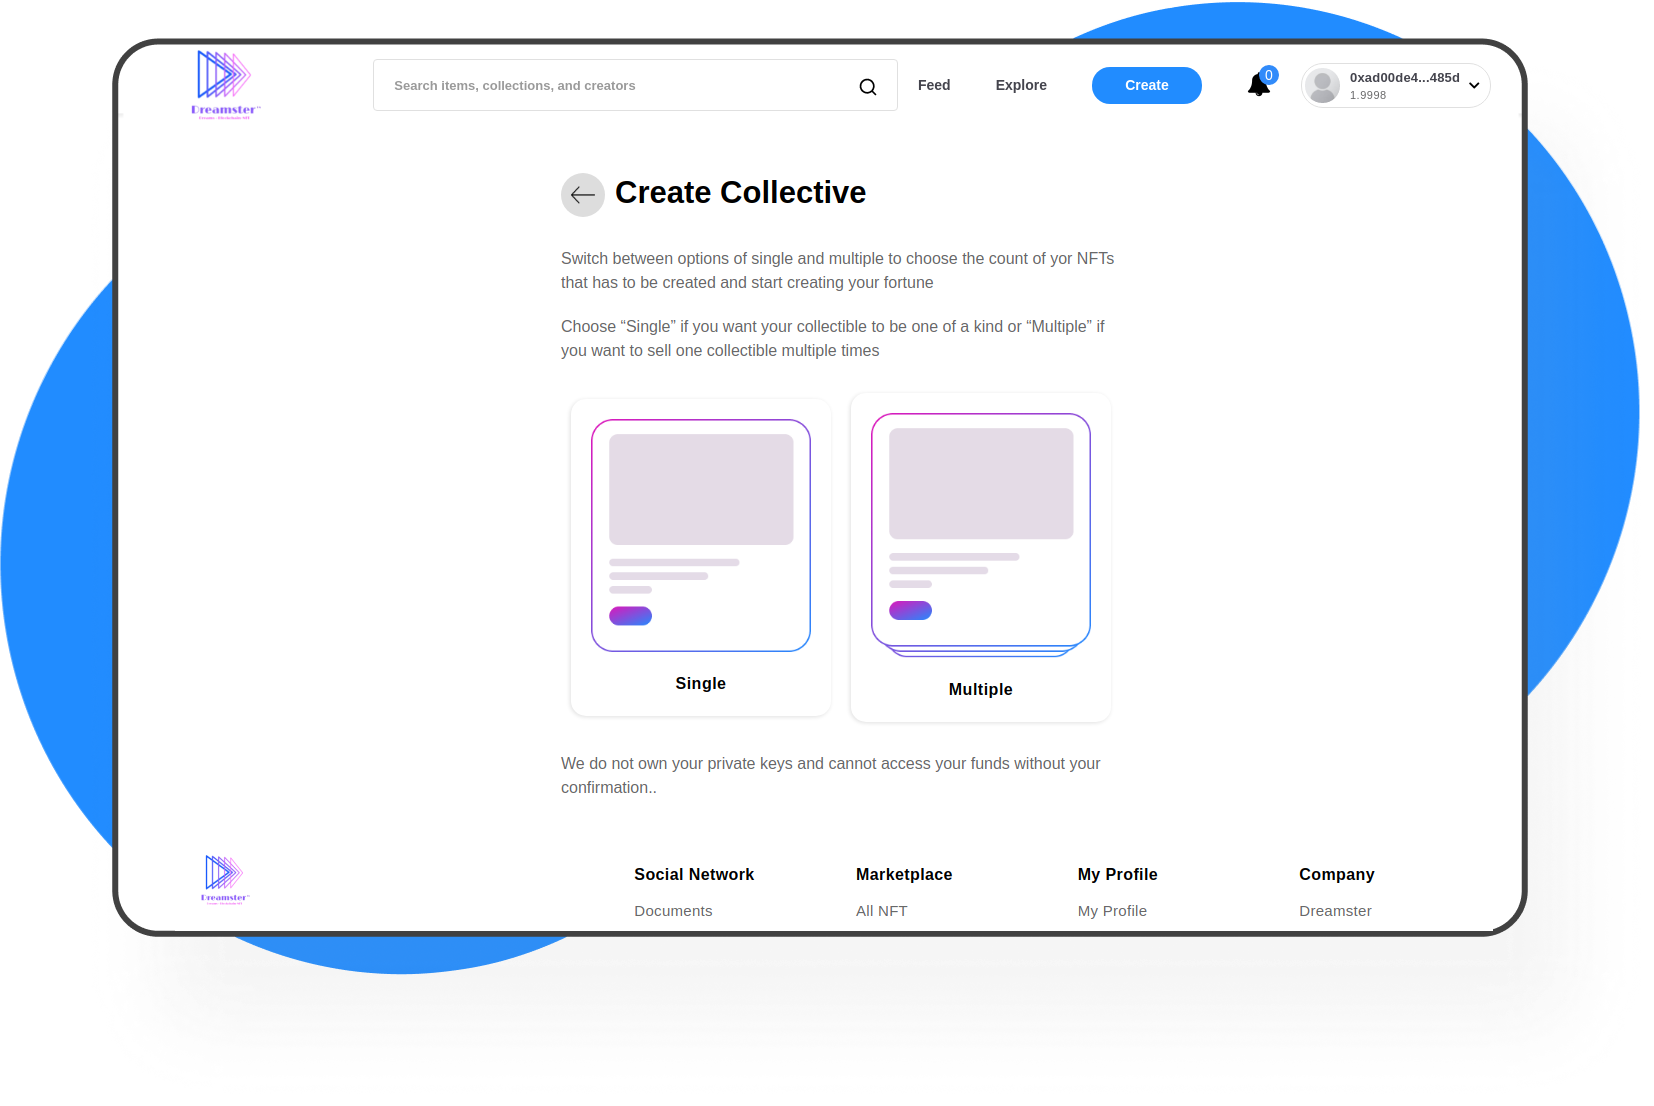 Dreamster
Search items, collections, and creators
Feed
Explore
Create
0
0xad00de4...485d
1.9998
Create Collective
Switch between options of single and multiple to choose the count of yor NFTs
that has to be created and start creating your fortune
Choose “Single” if you want your collectible to be one of a kind or “Multiple” if
you want to sell one collectible multiple times
Single
Multiple
We do not own your private keys and cannot access your funds without your
confirmation..
Dreamster
Social Network
Marketplace
My Profile
Company
Documents
All NFT
My Profile
Dreamster